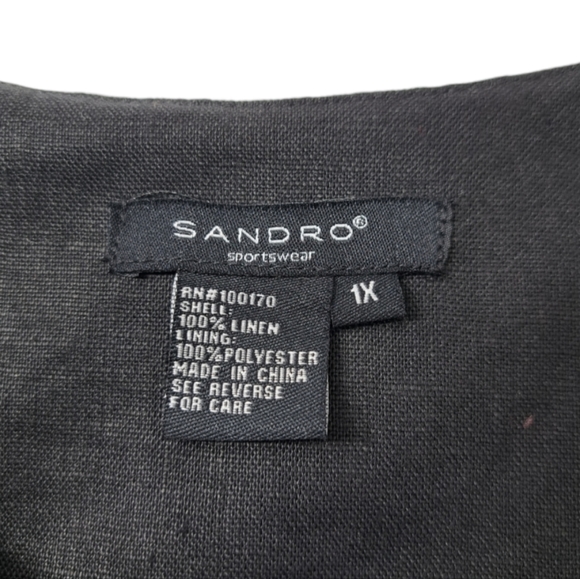 SANDRO®
sportswear
1X
RN#100170
SHELL:
100% LINEN
LINING:
100%POLYESTER
MADE IN CHINA
SEE REVERSE
FOR CARE